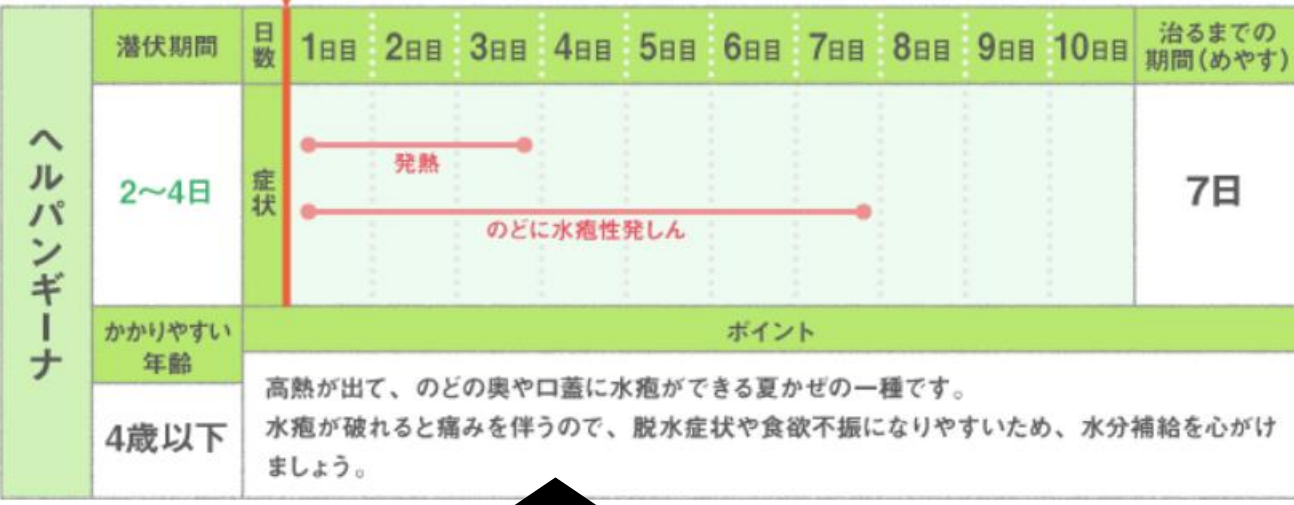 ヘルパンギーナ
潜伏期間
日数
1日目 2日目 3日目 4日目 5日目 6日目 7日目 8日目 9日目 10日目
治るまでの
期間(めやす)
2〜4日
症状
発熱
のどに水疱性発しん
7日
かかりやすい
年齢
ポイント
4歳以下
高熱が出て、のどの奥や口蓋に水疱ができる夏かぜの一種です。
水疱が破れると痛みを伴うので、脱水症状や食欲不振になりやすいため、水分補給を心がけ
ましょう。